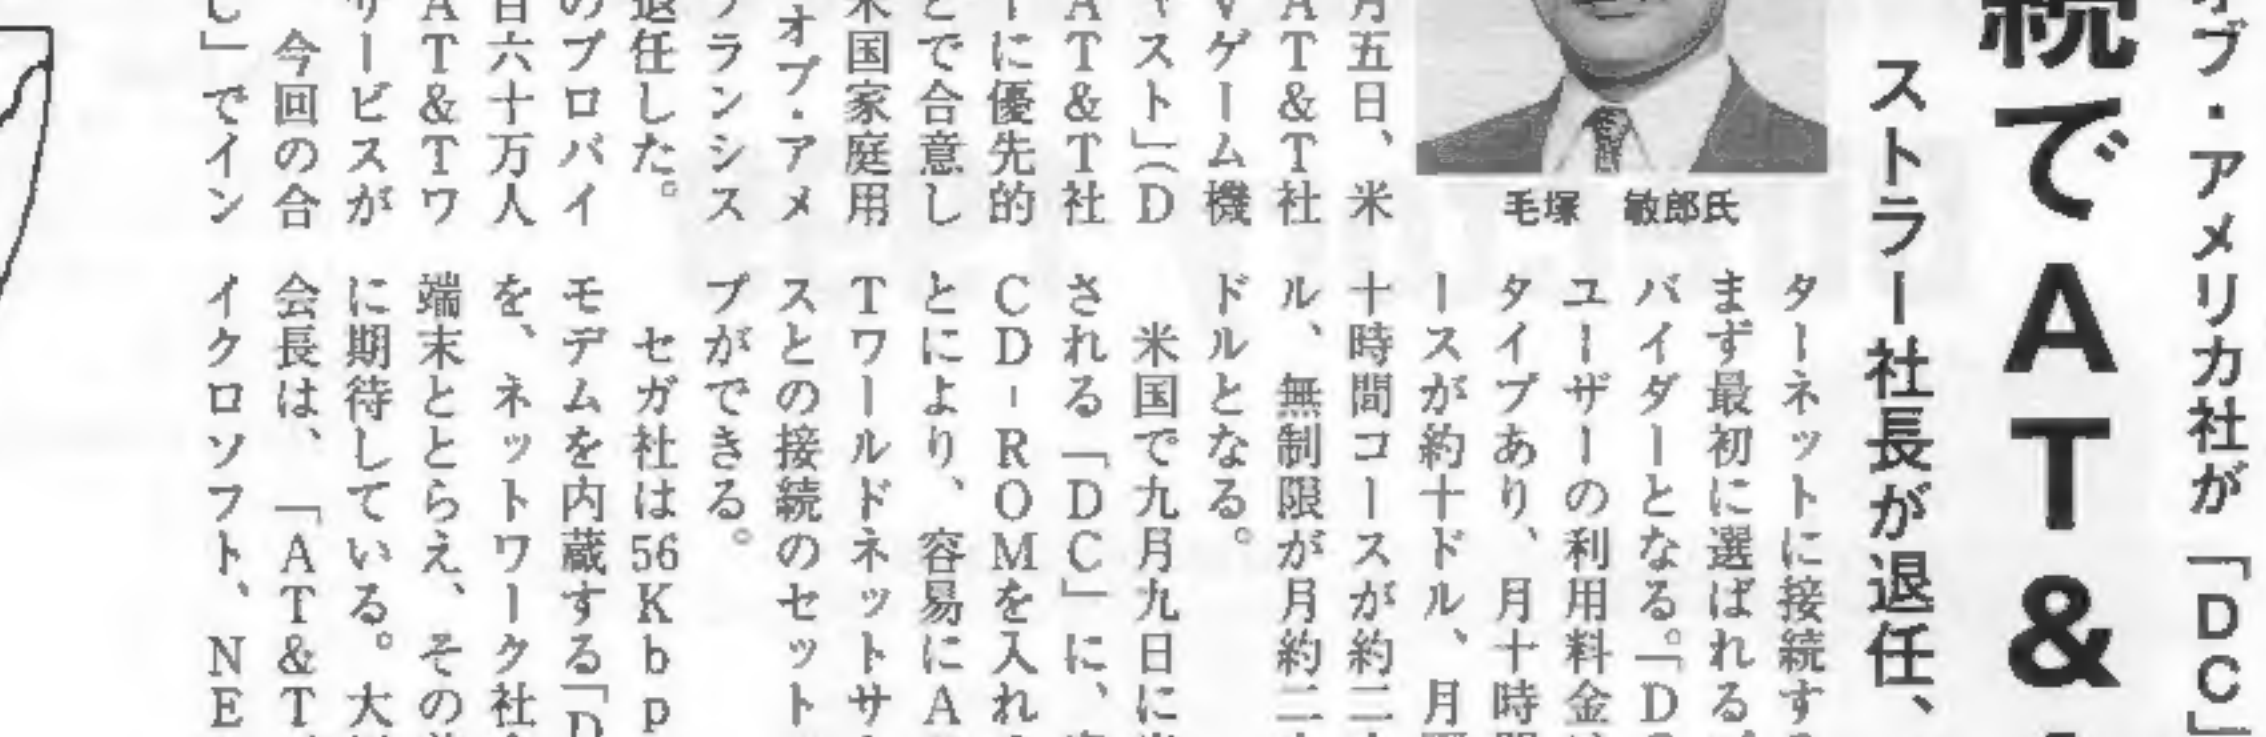 オブ・アメリカ社が「DC」
続でAT&
ストラー社長が退任、
毛塚　敏郎氏
月五日、米
AT&T社
Vゲーム機
ャスト」(D
AT&T社
ーに優先的
とで合意し
米国家庭用
オブ・アメ
フランシス
退任した。
のプロバイ
百六十万人
AT&Tワ
サービスが
今回の合
し」でイン
ターネットに接続す
まず最初に選ばれる
バイダーとなる。「D
ユーザーの利用料金
タイプあり、月十時
ースが約十ドル、月
十時間コースが約二
ル、無制限が月約二
ドルとなる。
米国で九月九日に
される「DC」に、
CD-ROMを入れ
とにより、容易にA
Tワールドネットサ
スとの接続のセット
プができる。
セガ社は56Kbp
モデムを内蔵する「D
を、ネットワーク社
端末ととらえ、その
に期待している。大
会長は、「AT&T
イクロソフト、NE